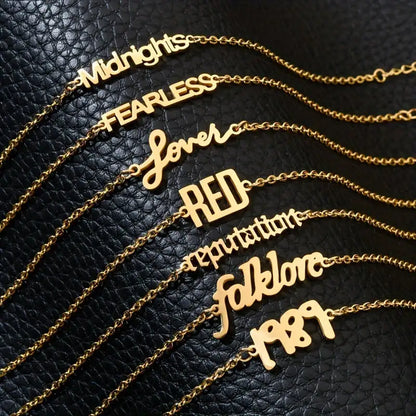 Midnights
FEARLESS
Lover
RED
reputation
folklore
1989